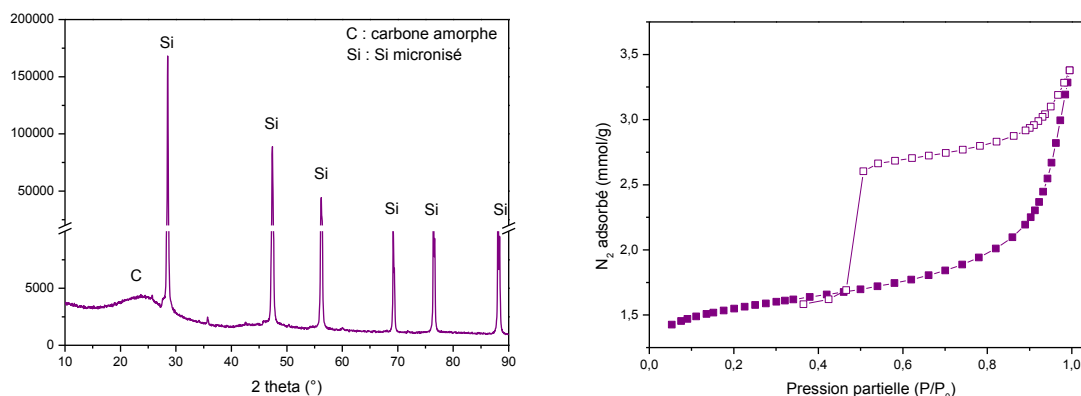 200000
150000
100000
50000
5000
0
C
Si
Si
Si
Si
Si
Si
C : carbone amorphe
Si : Si micronisé
10
20
30
40
50
60
70
80
90
2 theta (°)
3,5
3,0
2,5
2,0
1,5
N₂ adsorbé (mmol/g)
0,0
0,2
0,4
0,6
0,8
1,0
Pression partielle (P/P₀)